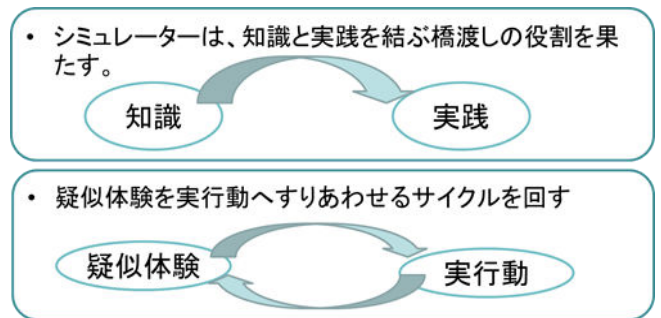 • シミュレーターは、知識と実践を結ぶ橋渡しの役割を果
たす。
知識
実践
• 疑似体験を実行動へすりあわせるサイクルを回す
疑似体験
実行動